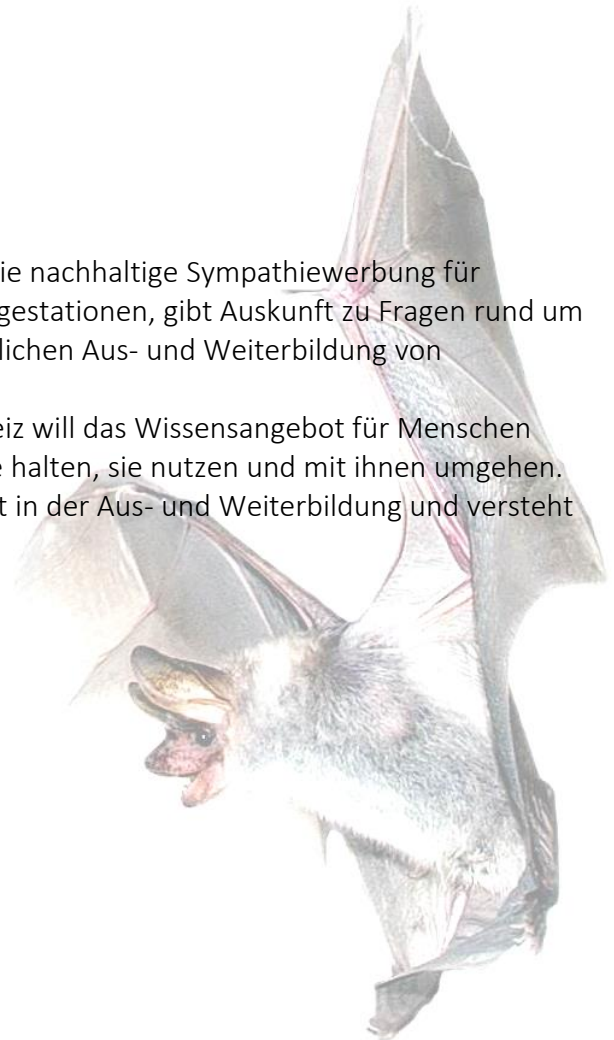 ie nachhaltige Sympathiewerbung für
gestationen, gibt Auskunft zu Fragen rund um
lichen Aus- und Weiterbildung von
eiz will das Wissensangebot für Menschen
e halten, sie nutzen und mit ihnen umgehen.
t in der Aus- und Weiterbildung und versteht